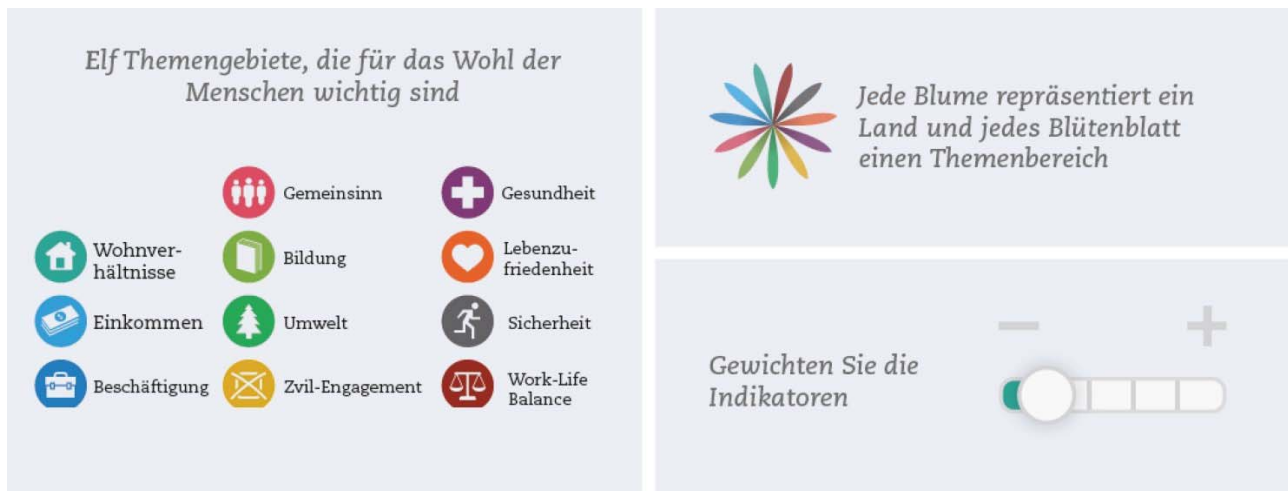 Elf Themengebiete, die für das Wohl der
Menschen wichtig sind
Gemeinsinn
Gesundheit
Wohnver-
hältnisse
Bildung
Lebenzu-
friedenheit
Einkommen
Umwelt
Sicherheit
Beschäftigung
Zvil-Engagement
Work-Life
Balance
Jede Blume repräsentiert ein
Land und jedes Blütenblatt
einen Themenbereich
Gewichten Sie die
Indikatoren